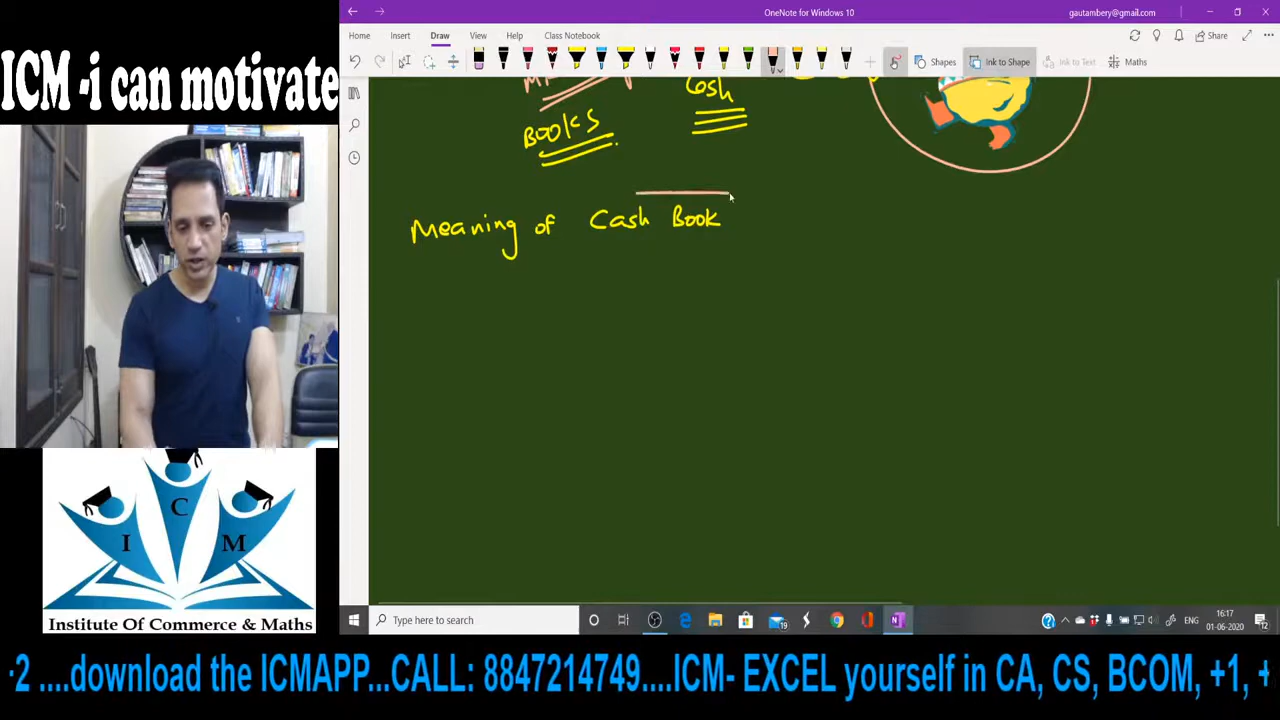 ICM -i can motivate
I
C
M
Institute Of Commerce & Maths
OneNote for Windows 10
gautambery@gmail.com
Home Insert Draw View Help Class Notebook
Share
Shapes
Ink to Shape
Ink to Text
Maths
Cash
BOOKS
Meaning of Cash Book
Type here to search
19
ENG
16:17
01-06-2020
12
-2 ....download the ICMAPP...CALL: 8847214749....ICM- EXCEL yourself in CA, CS, BCOM, +1, +